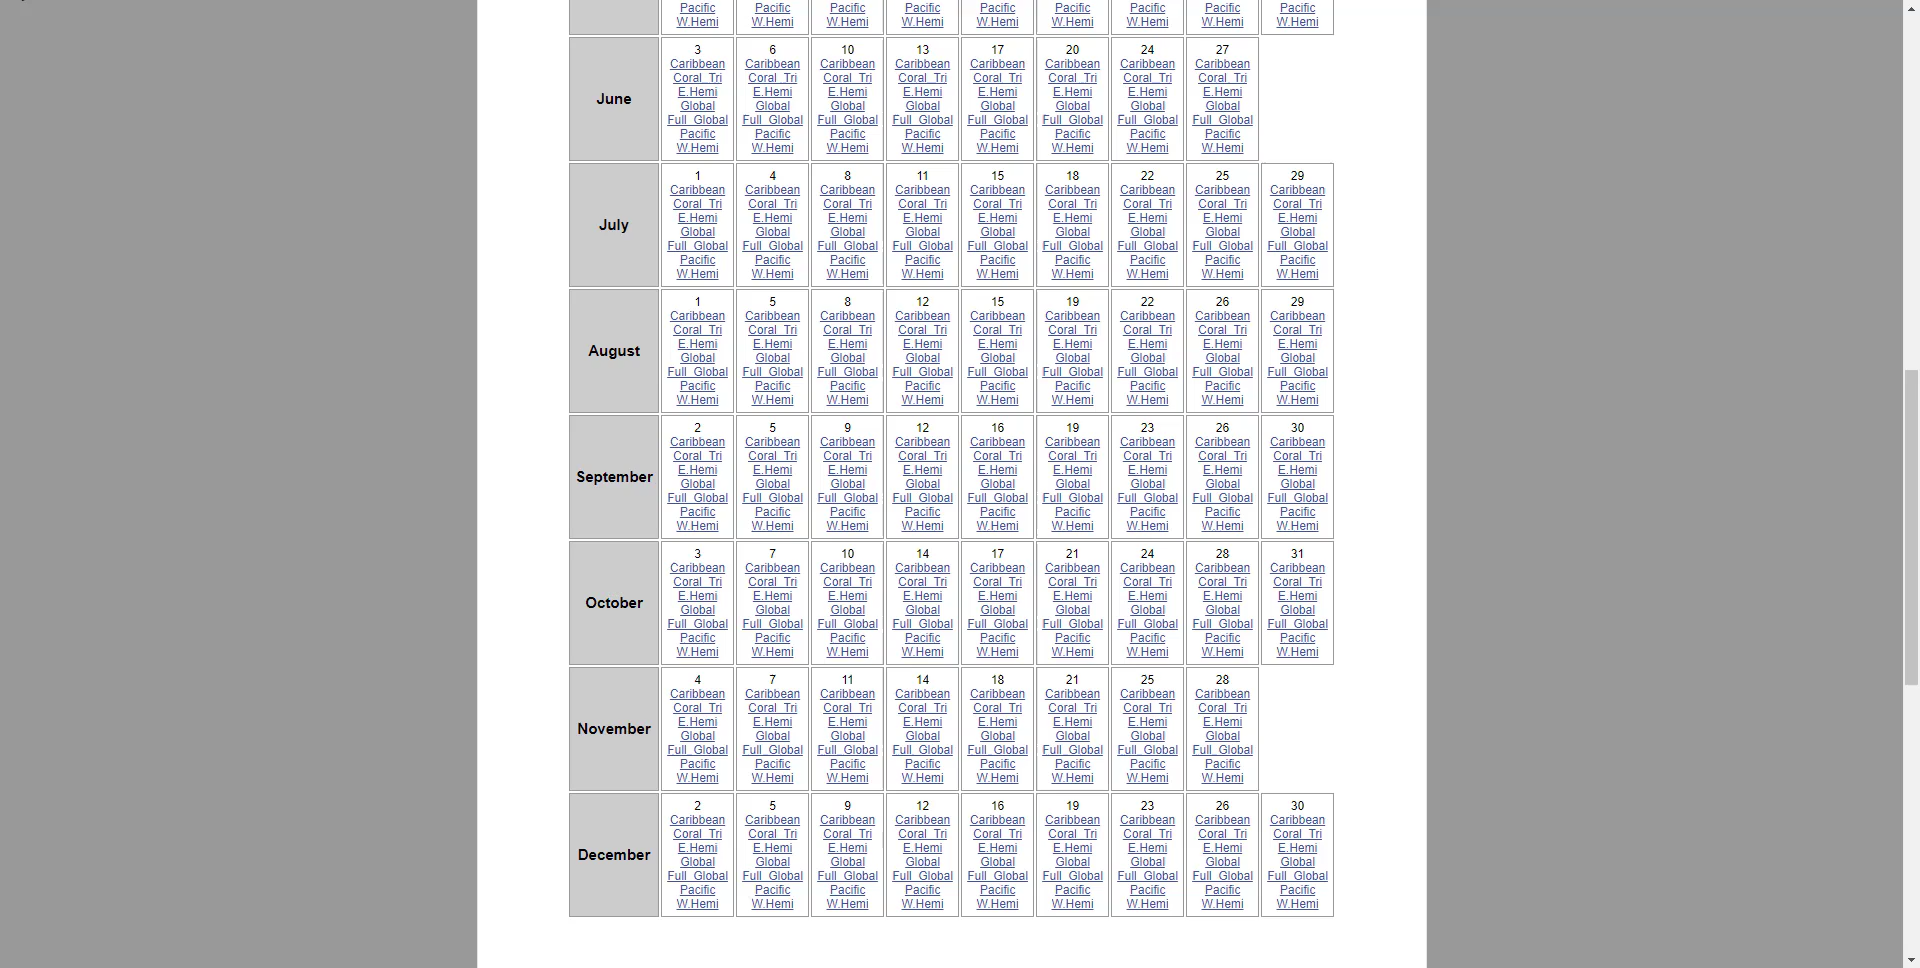 Pacific Pacific Pacific Pacific Pacific Pacific Pacific Pacific Pacific
W.Hemi W.Hemi W.Hemi W.Hemi W.Hemi W.Hemi W.Hemi W.Hemi W.Hemi
3 6 10 13 17 20 24 27
Caribbean Caribbean Caribbean Caribbean Caribbean Caribbean Caribbean Caribbean
Coral_Tri Coral_Tri Coral_Tri Coral_Tri Coral_Tri Coral_Tri Coral_Tri Coral_Tri
E.Hemi E.Hemi E.Hemi E.Hemi E.Hemi E.Hemi E.Hemi E.Hemi
June Global Global Global Global Global Global Global Global
Full_Global Full_Global Full_Global Full_Global Full_Global Full_Global Full_Global Full_Global
Pacific Pacific Pacific Pacific Pacific Pacific Pacific Pacific
W.Hemi W.Hemi W.Hemi W.Hemi W.Hemi W.Hemi W.Hemi W.Hemi
1 4 8 11 15 18 22 25 29
Caribbean Caribbean Caribbean Caribbean Caribbean Caribbean Caribbean Caribbean Caribbean
Coral_Tri Coral_Tri Coral_Tri Coral_Tri Coral_Tri Coral_Tri Coral_Tri Coral_Tri Coral_Tri
E.Hemi E.Hemi E.Hemi E.Hemi E.Hemi E.Hemi E.Hemi E.Hemi E.Hemi
July Global Global Global Global Global Global Global Global Global
Full_Global Full_Global Full_Global Full_Global Full_Global Full_Global Full_Global Full_Global Full_Global
Pacific Pacific Pacific Pacific Pacific Pacific Pacific Pacific Pacific
W.Hemi W.Hemi W.Hemi W.Hemi W.Hemi W.Hemi W.Hemi W.Hemi W.Hemi
1 5 8 12 15 19 22 26 29
Caribbean Caribbean Caribbean Caribbean Caribbean Caribbean Caribbean Caribbean Caribbean
Coral_Tri Coral_Tri Coral_Tri Coral_Tri Coral_Tri Coral_Tri Coral_Tri Coral_Tri Coral_Tri
E.Hemi E.Hemi E.Hemi E.Hemi E.Hemi E.Hemi E.Hemi E.Hemi E.Hemi
August Global Global Global Global Global Global Global Global Global
Full_Global Full_Global Full_Global Full_Global Full_Global Full_Global Full_Global Full_Global Full_Global
Pacific Pacific Pacific Pacific Pacific Pacific Pacific Pacific Pacific
W.Hemi W.Hemi W.Hemi W.Hemi W.Hemi W.Hemi W.Hemi W.Hemi W.Hemi
2 5 9 12 16 19 23 26 30
Caribbean Caribbean Caribbean Caribbean Caribbean Caribbean Caribbean Caribbean Caribbean
Coral_Tri Coral_Tri Coral_Tri Coral_Tri Coral_Tri Coral_Tri Coral_Tri Coral_Tri Coral_Tri
E.Hemi E.Hemi E.Hemi E.Hemi E.Hemi E.Hemi E.Hemi E.Hemi E.Hemi
September Global Global Global Global Global Global Global Global Global
Full_Global Full_Global Full_Global Full_Global Full_Global Full_Global Full_Global Full_Global Full_Global
Pacific Pacific Pacific Pacific Pacific Pacific Pacific Pacific Pacific
W.Hemi W.Hemi W.Hemi W.Hemi W.Hemi W.Hemi W.Hemi W.Hemi W.Hemi
3 7 10 14 17 21 24 28 31
Caribbean Caribbean Caribbean Caribbean Caribbean Caribbean Caribbean Caribbean Caribbean
Coral_Tri Coral_Tri Coral_Tri Coral_Tri Coral_Tri Coral_Tri Coral_Tri Coral_Tri Coral_Tri
E.Hemi E.Hemi E.Hemi E.Hemi E.Hemi E.Hemi E.Hemi E.Hemi E.Hemi
October Global Global Global Global Global Global Global Global Global
Full_Global Full_Global Full_Global Full_Global Full_Global Full_Global Full_Global Full_Global Full_Global
Pacific Pacific Pacific Pacific Pacific Pacific Pacific Pacific Pacific
W.Hemi W.Hemi W.Hemi W.Hemi W.Hemi W.Hemi W.Hemi W.Hemi W.Hemi
4 7 11 14 18 21 25 28
Caribbean Caribbean Caribbean Caribbean Caribbean Caribbean Caribbean Caribbean
Coral_Tri Coral_Tri Coral_Tri Coral_Tri Coral_Tri Coral_Tri Coral_Tri Coral_Tri
E.Hemi E.Hemi E.Hemi E.Hemi E.Hemi E.Hemi E.Hemi E.Hemi
November Global Global Global Global Global Global Global Global
Full_Global Full_Global Full_Global Full_Global Full_Global Full_Global Full_Global Full_Global
Pacific Pacific Pacific Pacific Pacific Pacific Pacific Pacific
W.Hemi W.Hemi W.Hemi W.Hemi W.Hemi W.Hemi W.Hemi W.Hemi
2 5 9 12 16 19 23 26 30
Caribbean Caribbean Caribbean Caribbean Caribbean Caribbean Caribbean Caribbean Caribbean
Coral_Tri Coral_Tri Coral_Tri Coral_Tri Coral_Tri Coral_Tri Coral_Tri Coral_Tri Coral_Tri
E.Hemi E.Hemi E.Hemi E.Hemi E.Hemi E.Hemi E.Hemi E.Hemi E.Hemi
December Global Global Global Global Global Global Global Global Global
Full_Global Full_Global Full_Global Full_Global Full_Global Full_Global Full_Global Full_Global Full_Global
Pacific Pacific Pacific Pacific Pacific Pacific Pacific Pacific Pacific
W.Hemi W.Hemi W.Hemi W.Hemi W.Hemi W.Hemi W.Hemi W.Hemi W.Hemi